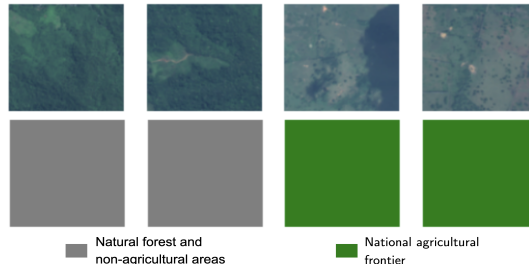 Natural forest and
non-agricultural areas
National agricultural
frontier